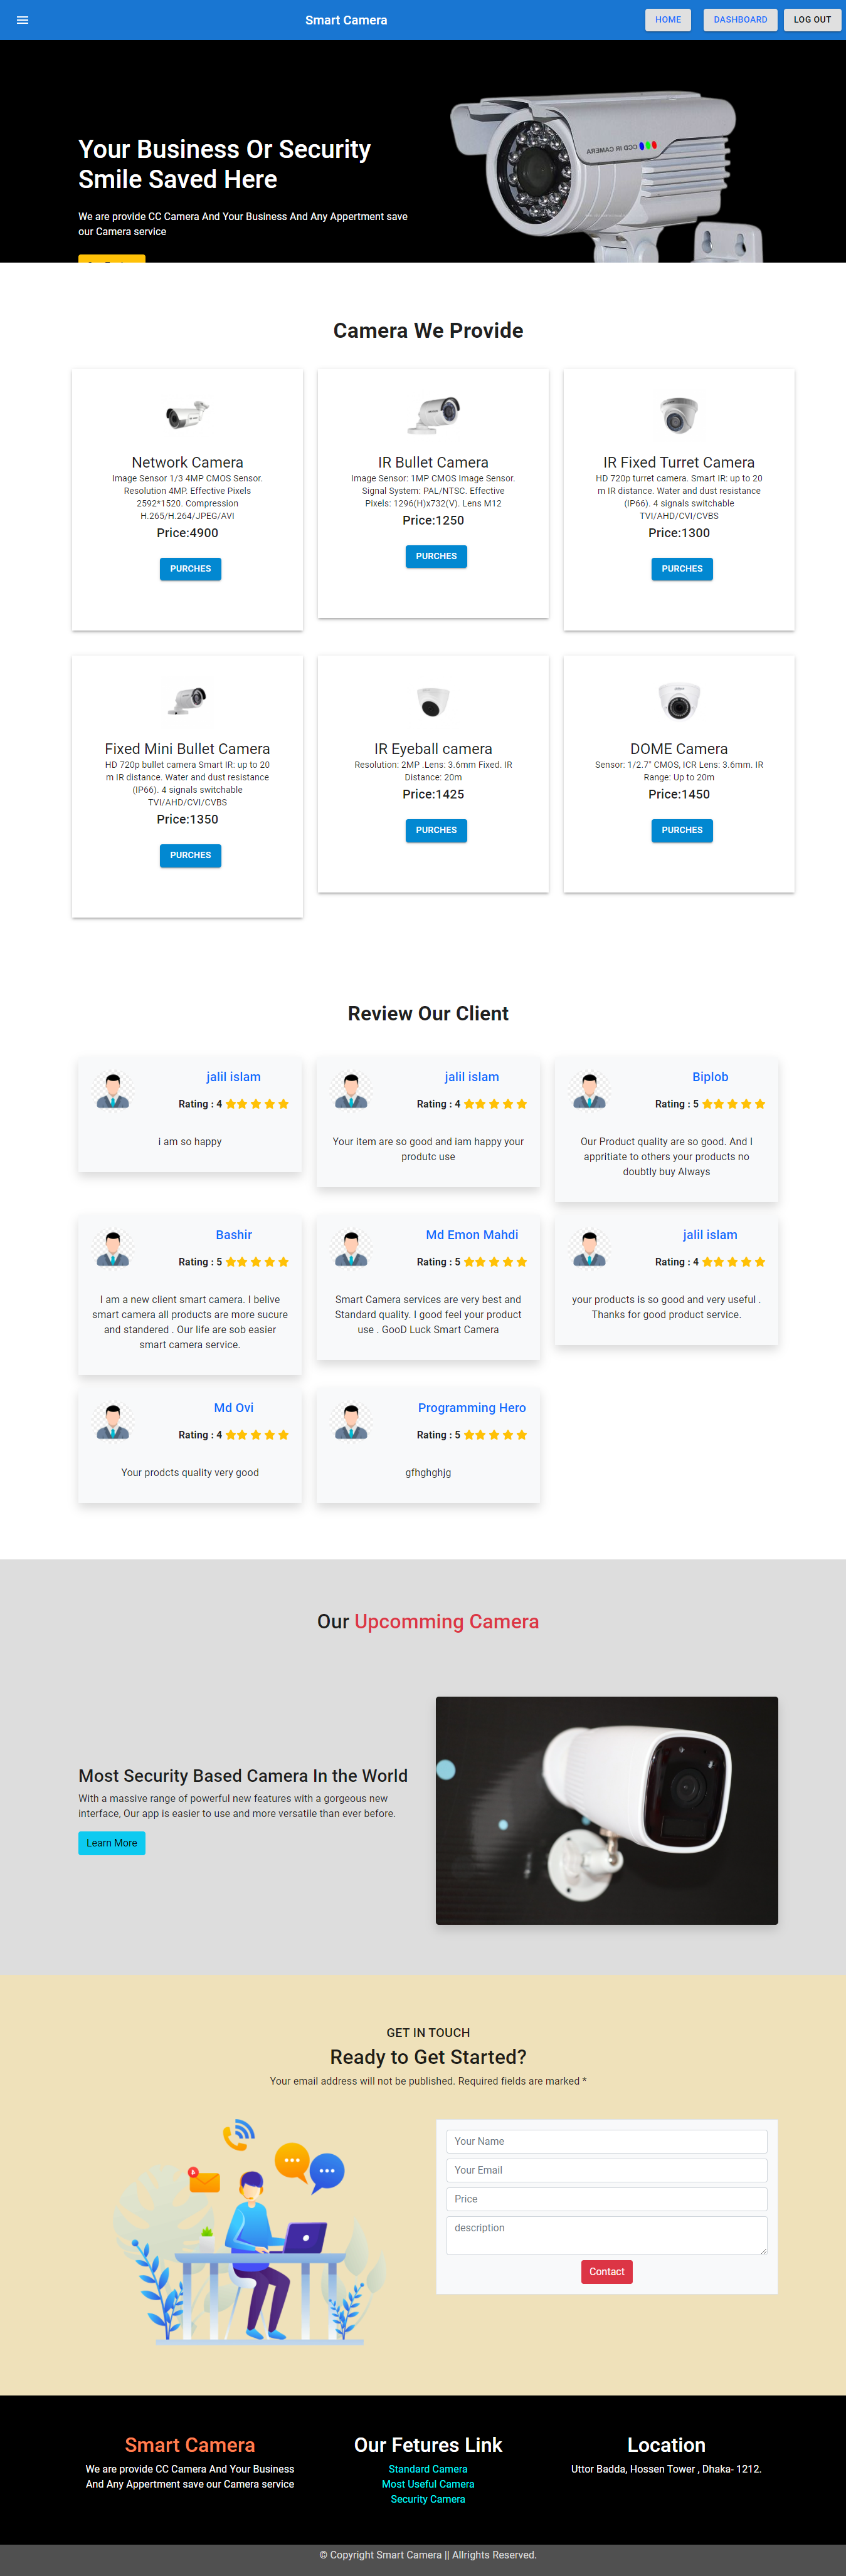 Smart Camera
HOME
DASHBOARD
LOG OUT
Your Business Or Security
Smile Saved Here
We are provide CC Camera And Your Business And Any Appertment save
our Camera service
CCD IR CAMERA
Camera We Provide
Network Camera
Image Sensor 1/3 4MP CMOS Sensor.
Resolution 4MP. Effective Pixels
2592*1520. Compression
H.265/H.264/JPEG/AVI
Price:4900
PURCHES
IR Bullet Camera
Image Sensor: 1MP CMOS Image Sensor.
Signal System: PAL/NTSC. Effective
Pixels: 1296(H)x732(V). Lens M12
Price:1250
PURCHES
IR Fixed Turret Camera
HD 720p turret camera. Smart IR: up to 20
m IR distance. Water and dust resistance
(IP66). 4 signals switchable
TVI/AHD/CVI/CVBS
Price:1300
PURCHES
Fixed Mini Bullet Camera
HD 720p bullet camera Smart IR: up to 20
m IR distance. Water and dust resistance
(IP66). 4 signals switchable
TVI/AHD/CVI/CVBS
Price:1350
PURCHES
IR Eyeball camera
Resolution: 2MP .Lens: 3.6mm Fixed. IR
Distance: 20m
Price:1425
PURCHES
DOME Camera
Sensor: 1/2.7" CMOS, ICR Lens: 3.6mm. IR
Range: Up to 20m
Price:1450
PURCHES
Review Our Client
jalil islam
Rating : 4
i am so happy
jalil islam
Rating : 4
Your item are so good and iam happy your
produtc use
Biplob
Rating : 5
Our Product quality are so good. And I
appritiate to others your products no
doubtly buy Always
Bashir
Rating : 5
I am a new client smart camera. I belive
smart camera all products are more sucure
and standered . Our life are sob easier
smart camera service.
Md Emon Mahdi
Rating : 5
Smart Camera services are very best and
Standard quality. I good feel your product
use . GooD Luck Smart Camera
jalil islam
Rating : 4
your products is so good and very useful .
Thanks for good product service.
Md Ovi
Rating : 4
Your prodcts quality very good
Programming Hero
Rating : 5
gfhghghjg
Our Upcomming Camera
Most Security Based Camera In the World
With a massive range of powerful new features with a gorgeous new
interface, Our app is easier to use and more versatile than ever before.
Learn More
GET IN TOUCH
Ready to Get Started?
Your email address will not be published. Required fields are marked *
Your Name
Your Email
Price
description
Contact
Smart Camera
We are provide CC Camera And Your Business
And Any Appertment save our Camera service
Our Fetures Link
Standard Camera
Most Useful Camera
Security Camera
Location
Uttor Badda, Hossen Tower , Dhaka- 1212.
© Copyright Smart Camera || Allrights Reserved.